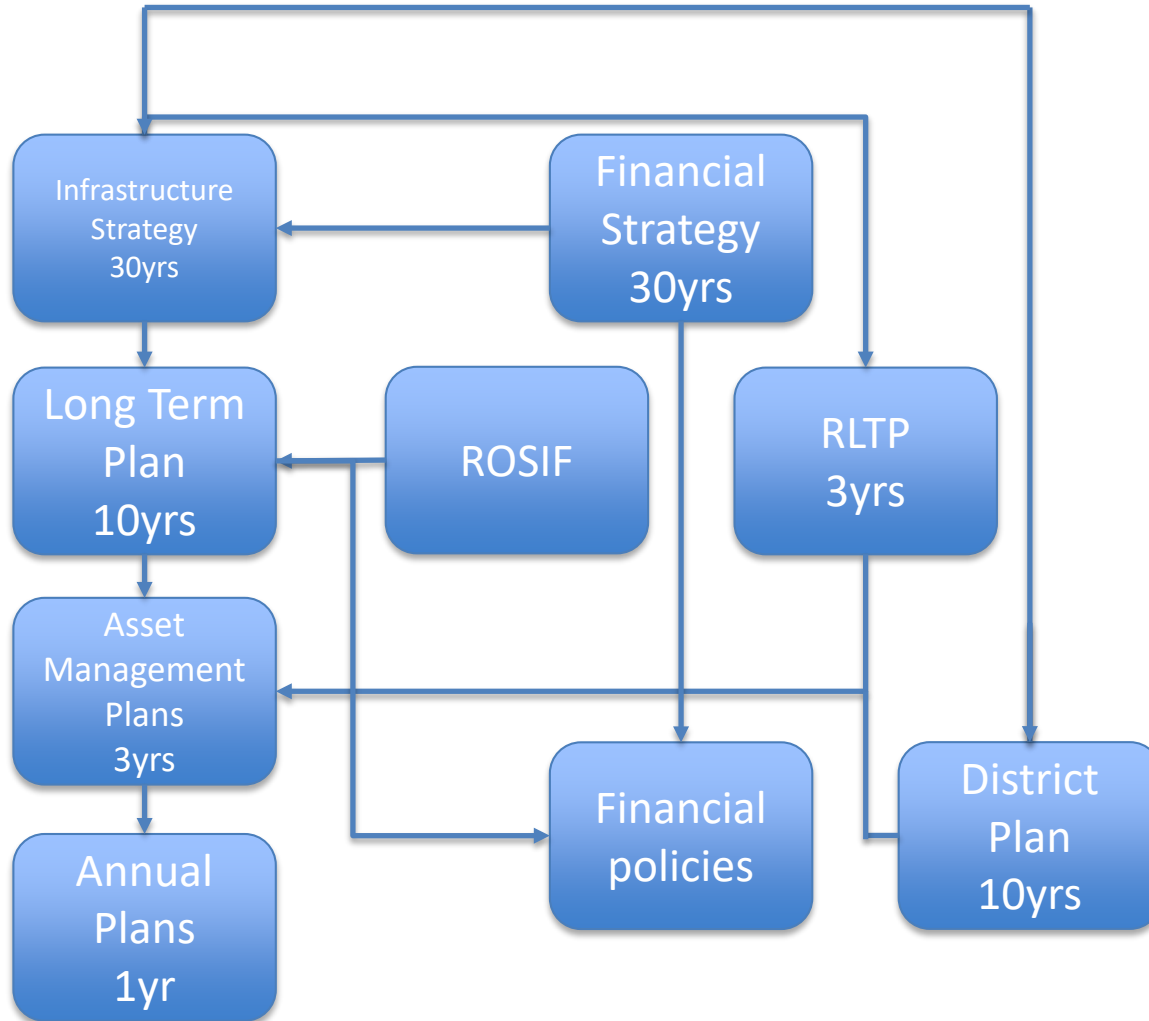 Infrastructure
Strategy
30yrs
Financial
Strategy
30yrs
Long Term
Plan
10yrs
ROSIF
RLTP
3yrs
Asset
Management
Plans
3yrs
Financial
policies
District
Plan
10yrs
Annual
Plans
1yr